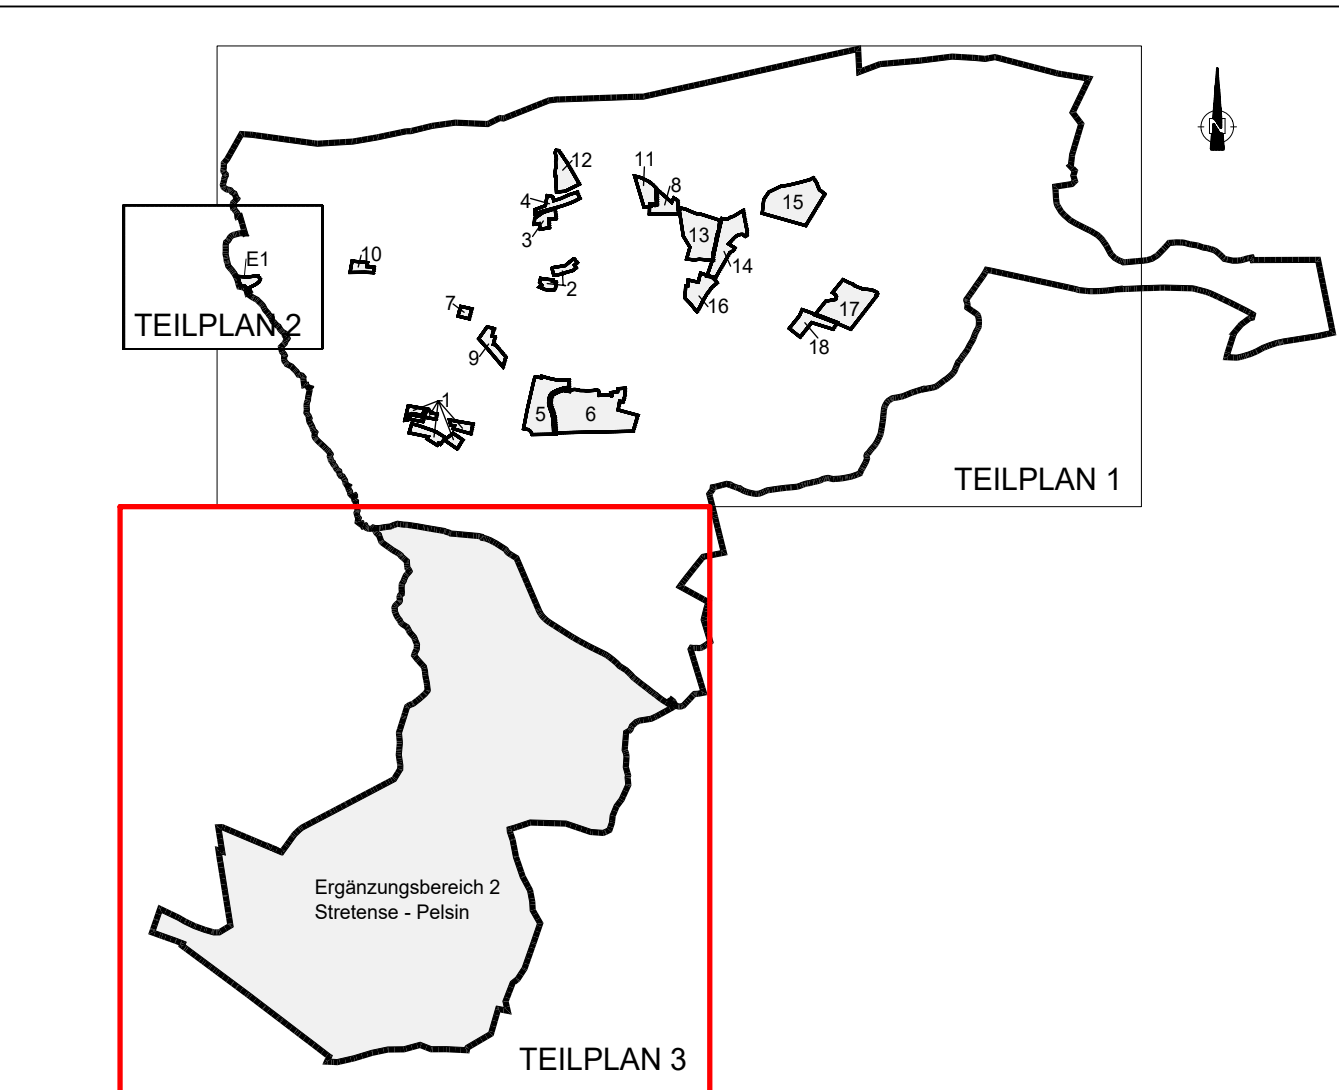 N
12
11
8
15
4
3
13
14
E1
10
2
16
7
17
TEILPLAN 2
18
9
1
5
6
TEILPLAN 1
Ergänzungsbereich 2
Stretense - Pelsin
TEILPLAN 3